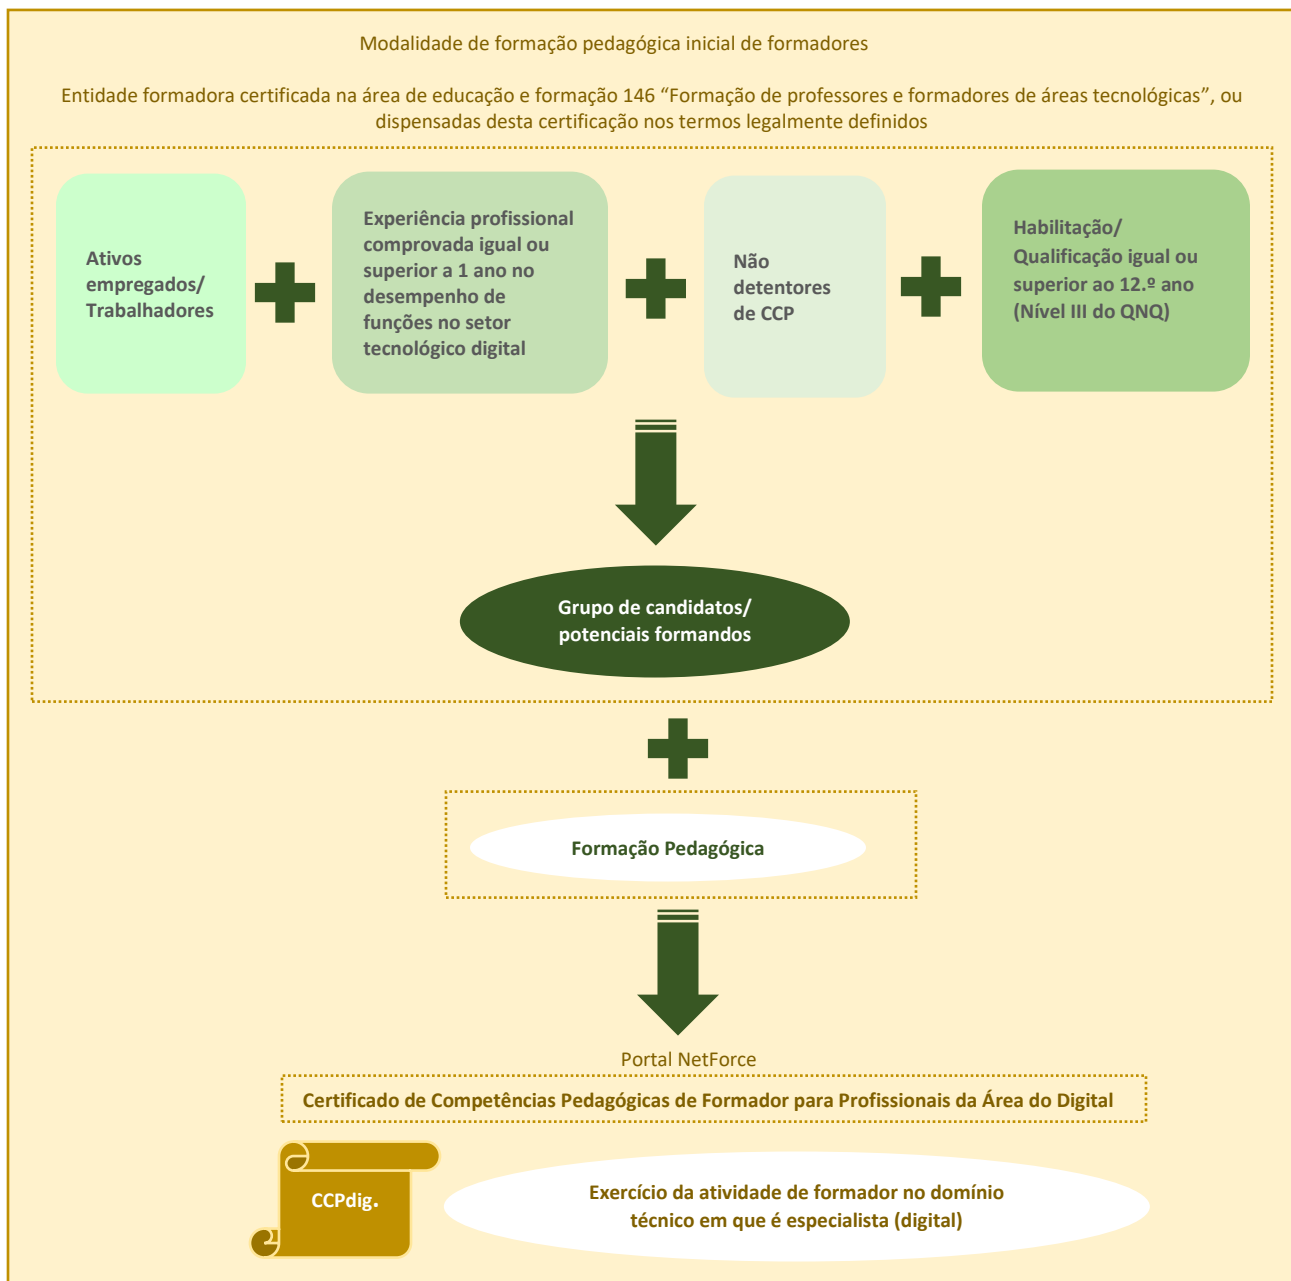 Modalidade de formação pedagógica inicial de formadores
Entidade formadora certificada na área de educação e formação 146 “Formação de professores e formadores de áreas tecnológicas”, ou
dispensadas desta certificação nos termos legalmente definidos
Ativos
empregados/
Trabalhadores
Experiência profissional
comprovada igual ou
superior a 1 ano no
desempenho de
funções no setor
tecnológico digital
Não
detentores
de CCP
Habilitação/
Qualificação igual ou
superior ao 12.º ano
(Nível III do QNQ)
Grupo de candidatos/
potenciais formandos
Formação Pedagógica
Portal NetForce
Certificado de Competências Pedagógicas de Formador para Profissionais da Área do Digital
CCPdig.
Exercício da atividade de formador no domínio
técnico em que é especialista (digital)